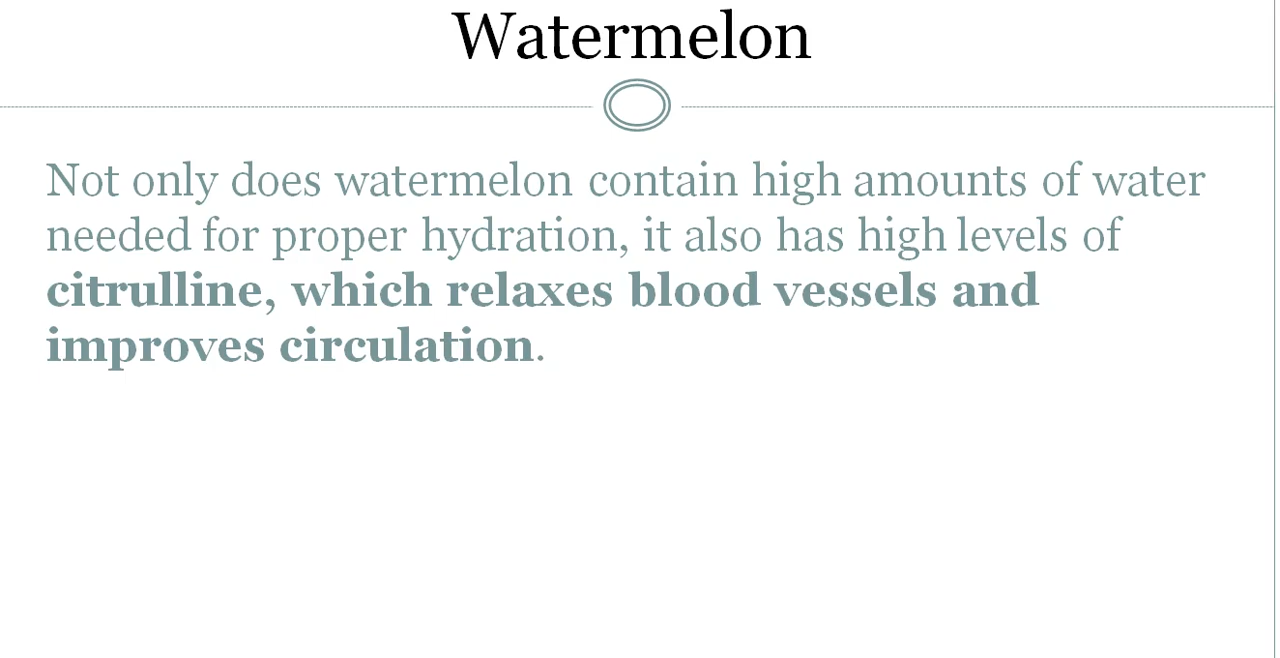 Watermelon
Not only does watermelon contain high amounts of water
needed for proper hydration, it also has high levels of
citrulline, which relaxes blood vessels and
improves circulation.